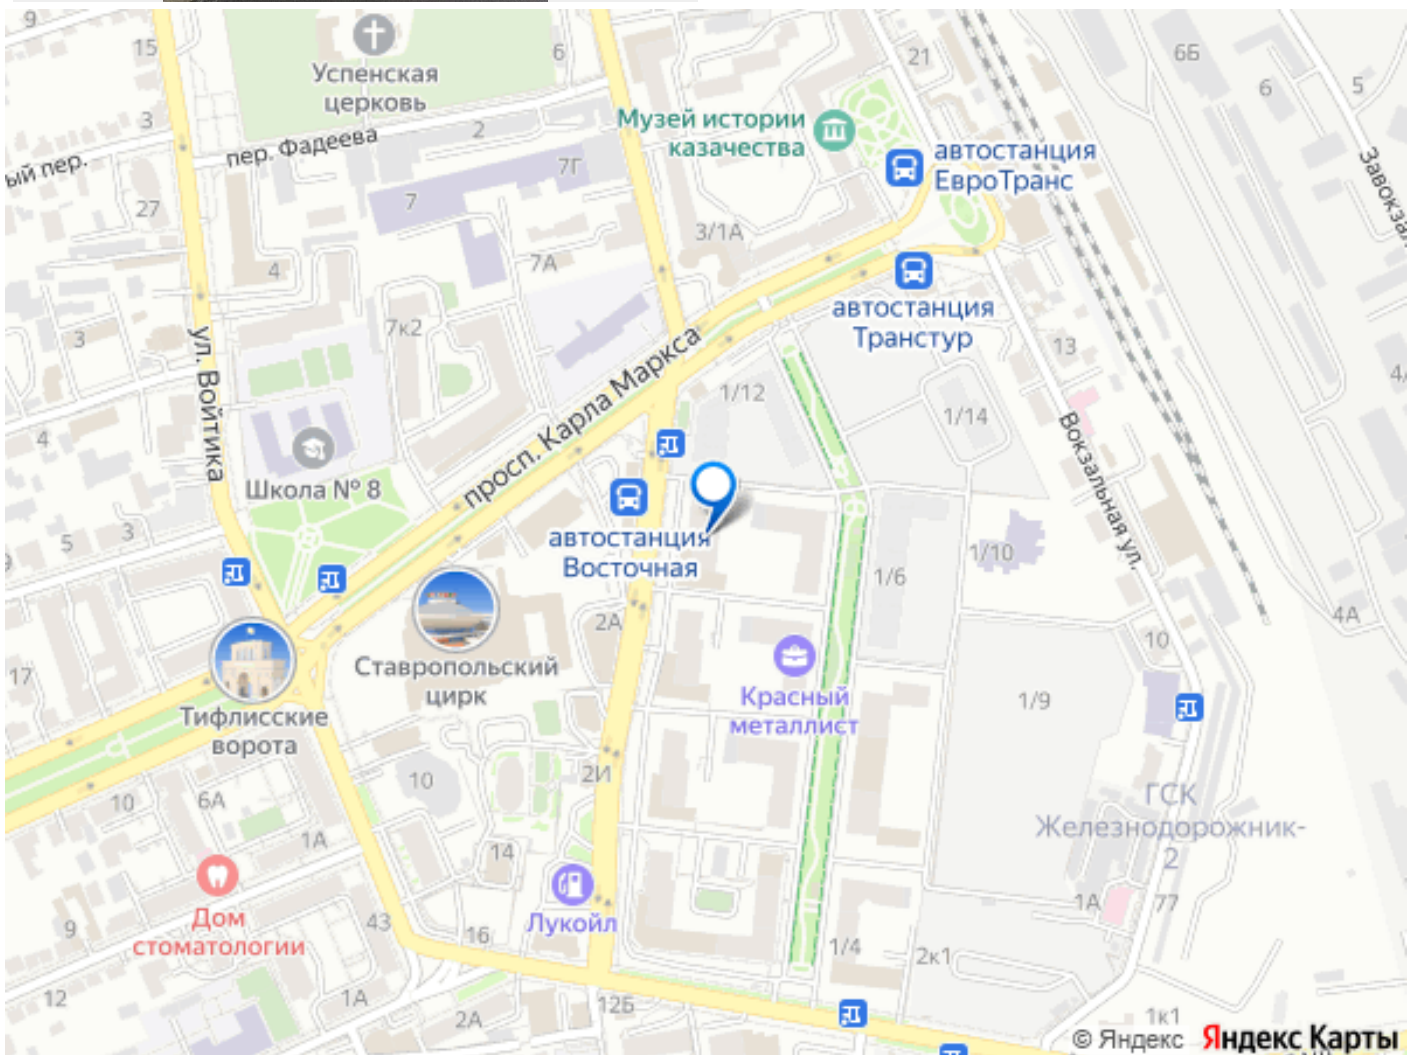 9
15
Успенская
церковь
6
21
6Б
6
5
3
пер. Фадеева
2
Музей истории
казачества
автостанция
ЕвроТранс
ый пер.
7Г
27
7
3/1А
4
7А
автостанция
Транстур
3
7к2
ул. Войтика
просп. Карла Маркса
13
1/12
1/14
4
Вокзальная ул.
Школа № 8
5
3
автостанция
Восточная
1/10
1/6
4А
2А
10
17
Ставропольский
цирк
Красный
металлист
1/9
Тифлисские
ворота
10
2И
10
6А
1А
ГСК
Железнодорожник-
2
14
Дом
стоматологии
9
43
16
Лукойл
1А
77
1/4
2к1
12
1А
2А
12Б
1к1
© Яндекс Яндекс Карты